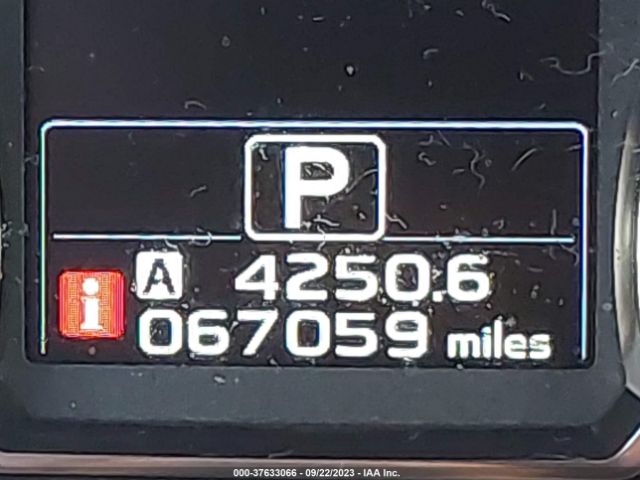 P
A 4250.6
i 067059 miles
000-37633066 - 09/22/2023 - © IAA Inc.